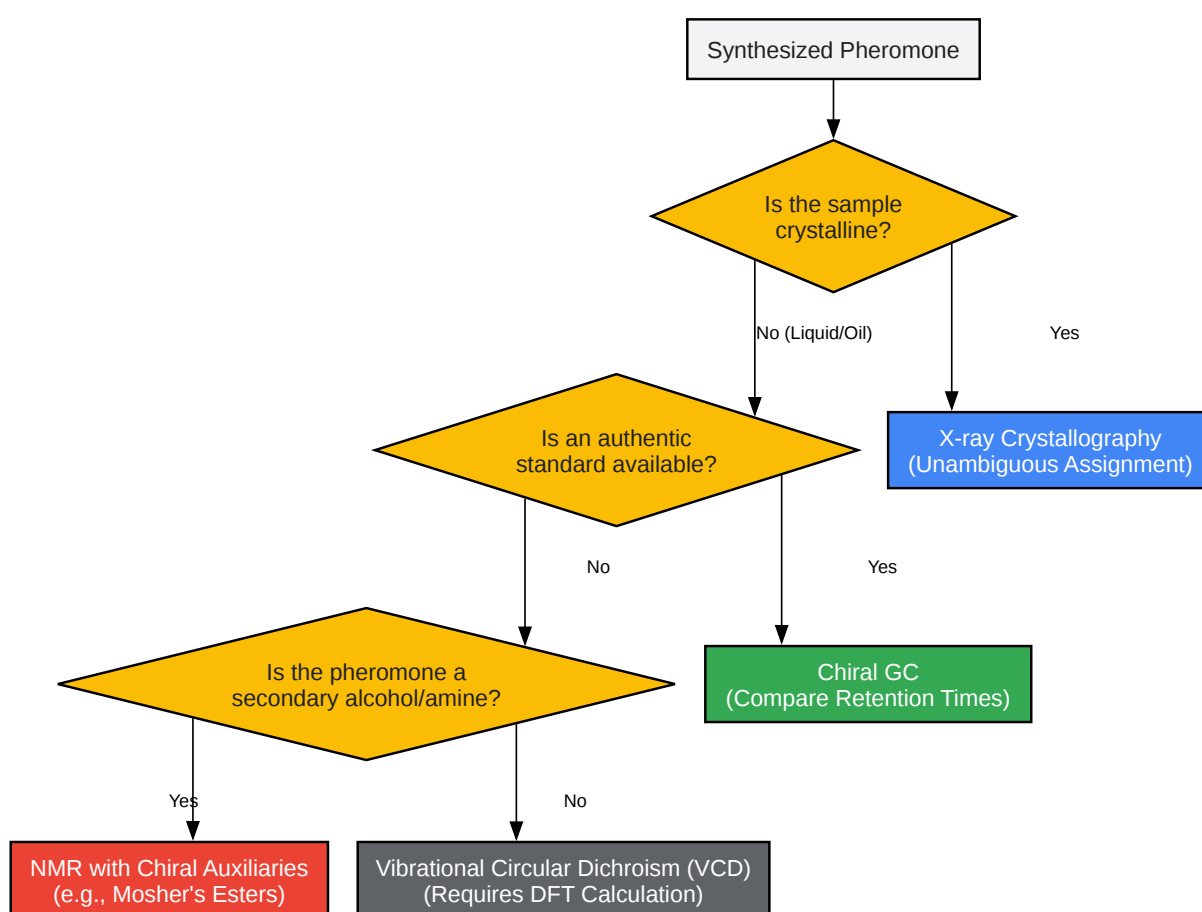 Synthesized Pheromone
Is the sample
crystalline?
No (Liquid/Oil)
Yes
Is an authentic
standard available?
X-ray Crystallography
(Unambiguous Assignment)
No
Yes
Is the pheromone a
secondary alcohol/amine?
Chiral GC
(Compare Retention Times)
Yes
No
NMR with Chiral Auxiliaries
(e.g., Mosher's Esters)
Vibrational Circular Dichroism (VCD)
(Requires DFT Calculation)